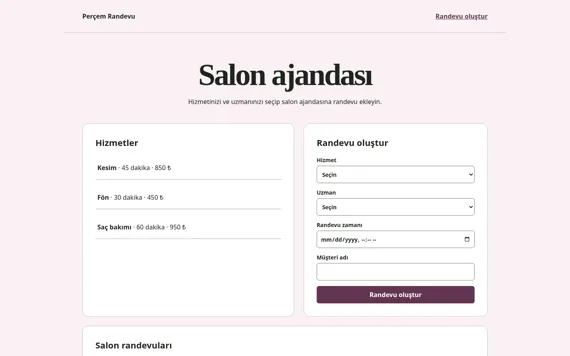 Perçem Randevu
Randevu oluştur
Salon ajandası
Hizmetinizi ve uzmanınızı seçip salon ajandasına randevu ekleyin.
Hizmetler
Kesim · 45 dakika · 850 ₺
Fön · 30 dakika · 450 ₺
Saç bakımı · 60 dakika · 950 ₺
Randevu oluştur
Hizmet
Seçin
Uzman
Seçin
Randevu zamanı
mm/dd/yyyy, --:-- --
Müşteri adı
Randevu oluştur
Salon randevuları